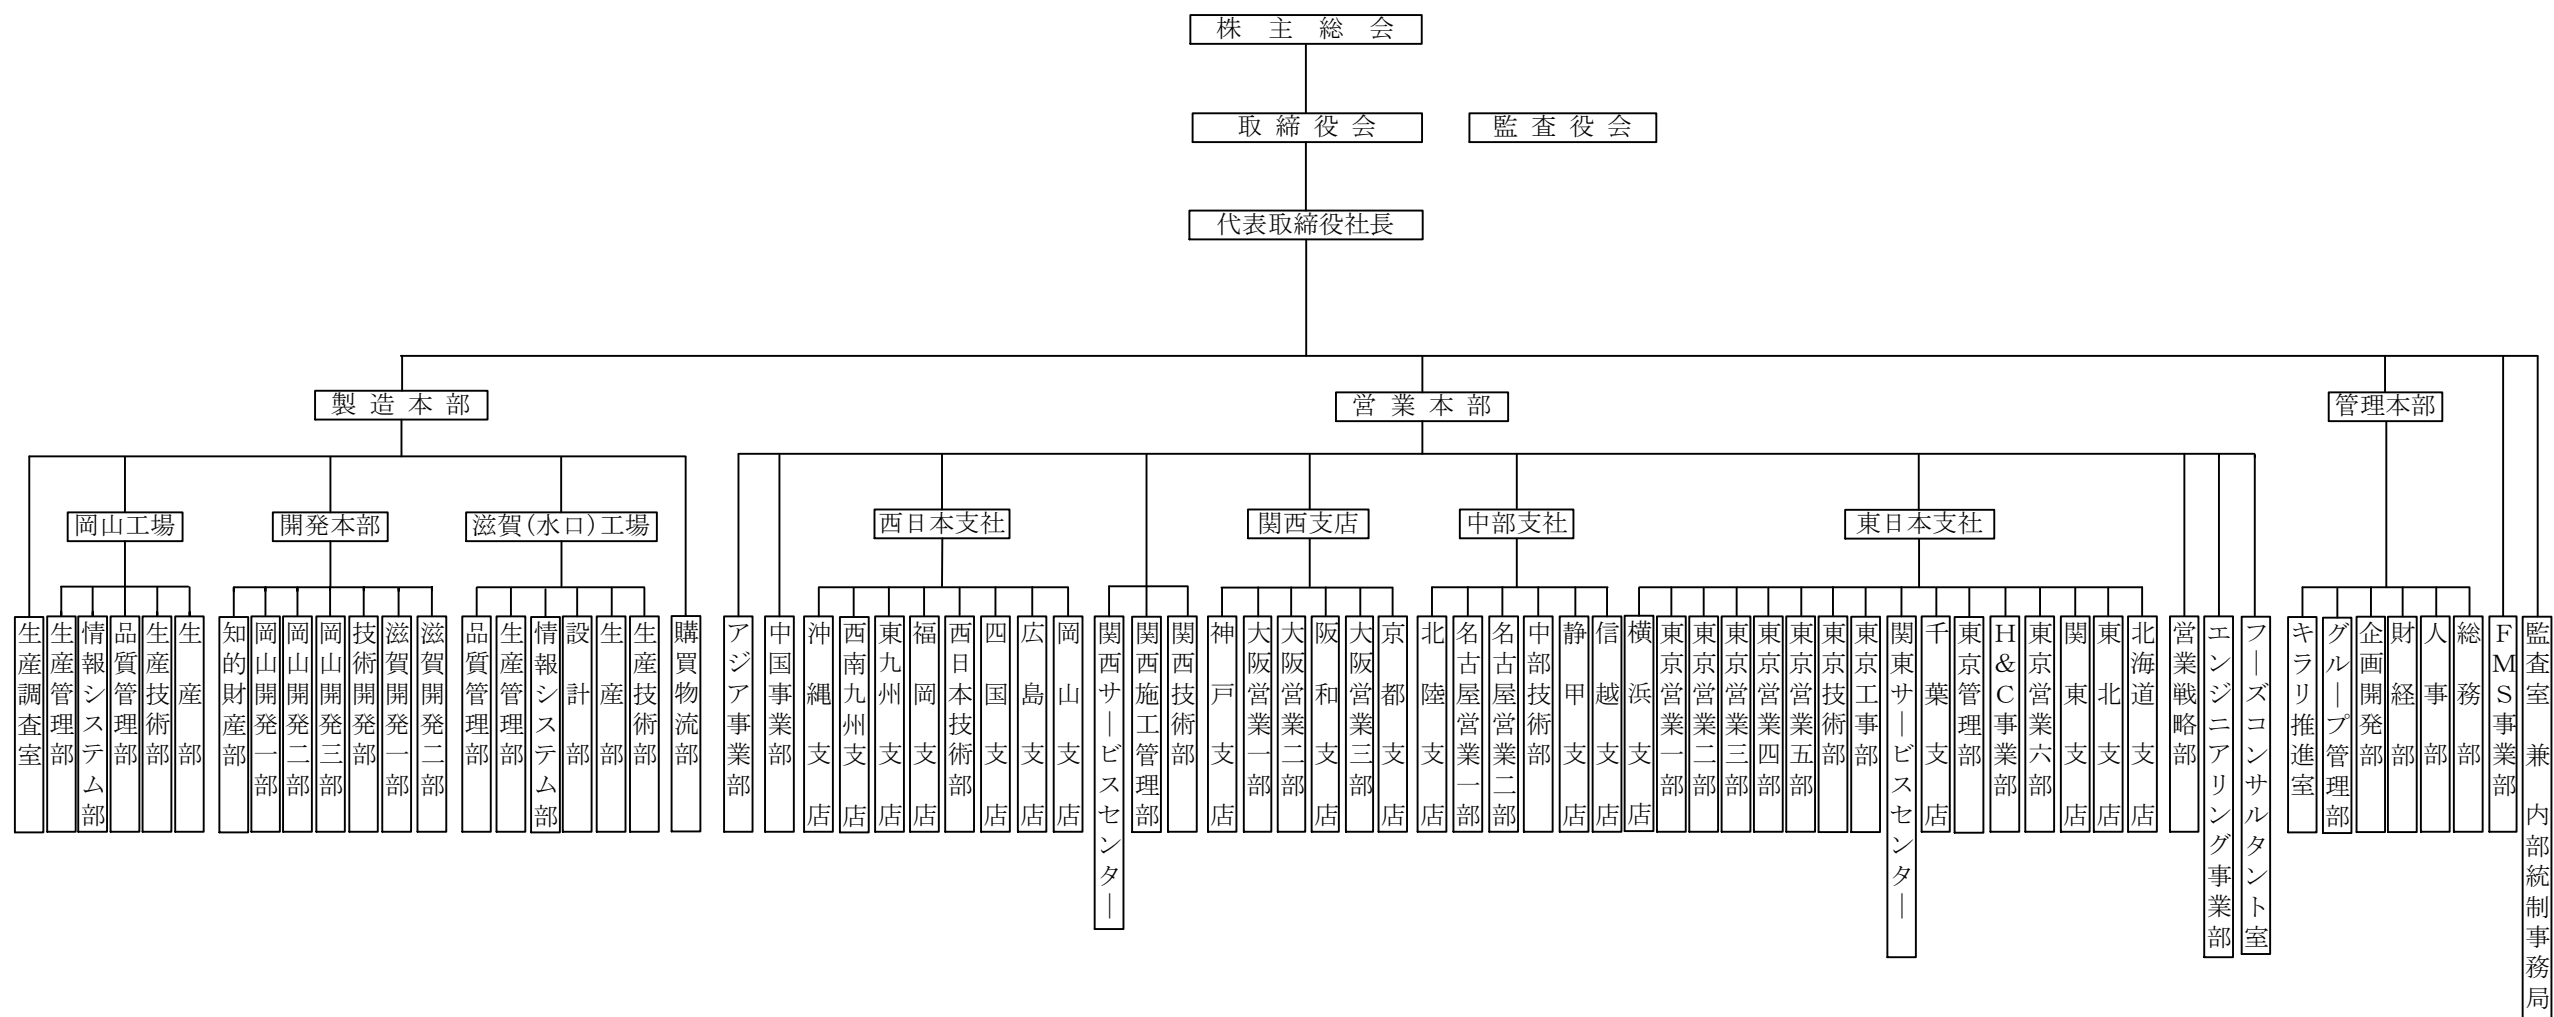 株主総会
取締役会
監査役会
代表取締役社長
製造本部
営業本部
管理本部
岡山工場
開発本部
滋賀(水口)工場
西日本支社
関西支店
中部支社
東日本支社
生産調査室
生産管理部
情報システム部
品質管理部
生産技術部
生産部
知的財産部
岡山開発一部
岡山開発二部
岡山開発三部
技術開発部
滋賀開発一部
滋賀開発二部
品質管理部
生産管理部
情報システム部
設計部
生産部
生産技術部
購買物流部
アジア事業部
中国事業部
沖縄支店
西南九州支店
東九州支店
福岡支店
西日本技術部
四国支店
広島支店
岡山支店
関西サービスセンター
関西施工管理部
関西技術部
神戸支店
大阪営業一部
大阪営業二部
阪和支店
大阪営業三部
京都支店
北陸支店
名古屋営業一部
名古屋営業二部
中部技術部
静甲支店
信越支店
横浜支店
東京営業一部
東京営業二部
東京営業三部
東京営業四部
東京営業五部
東京技術部
東京工事部
関東サービスセンター
千葉支店
東京管理部
H&C事業部
東京営業六部
関東支店
東北支店
北海道支店
営業戦略部
エンジニアリング事業部
フーズコンサルタント室
キラリ推進室
グループ管理部
企画開発部
財経部
人事部
総務部
FMS事業部
監査室 兼 内部統制事務局